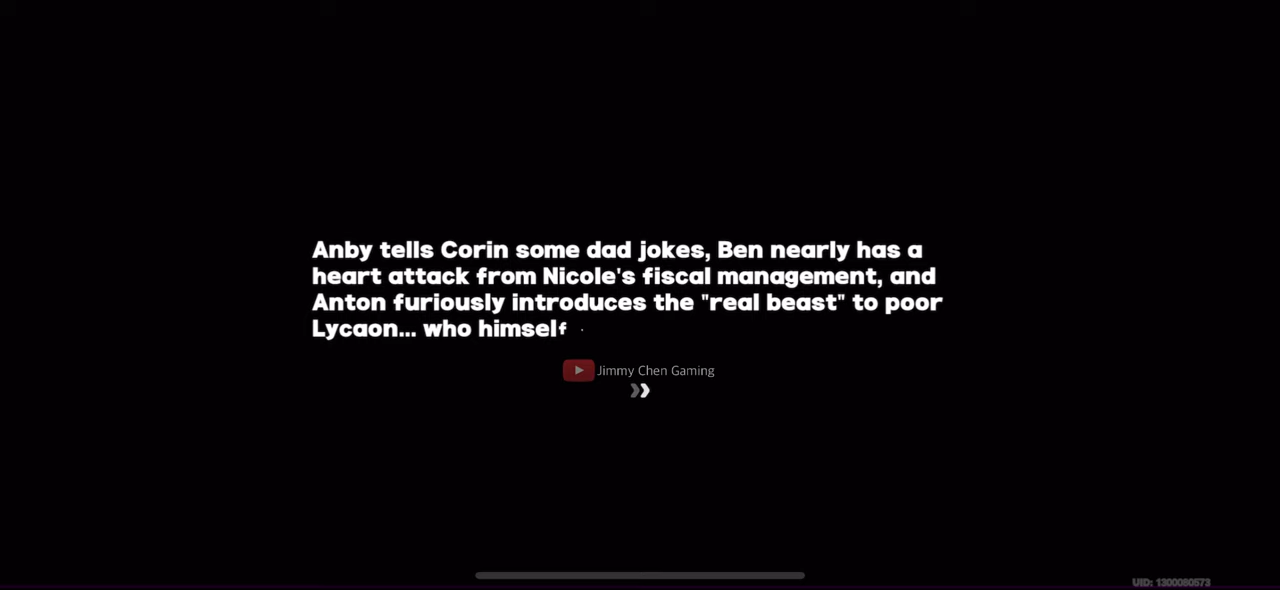 Anby tells Corin some dad jokes, Ben nearly has a
heart attack from Nicole's fiscal management, and
Anton furiously introduces the "real beast" to poor
Lycaon... who himself
Jimmy Chen Gaming
UID: 1300080573